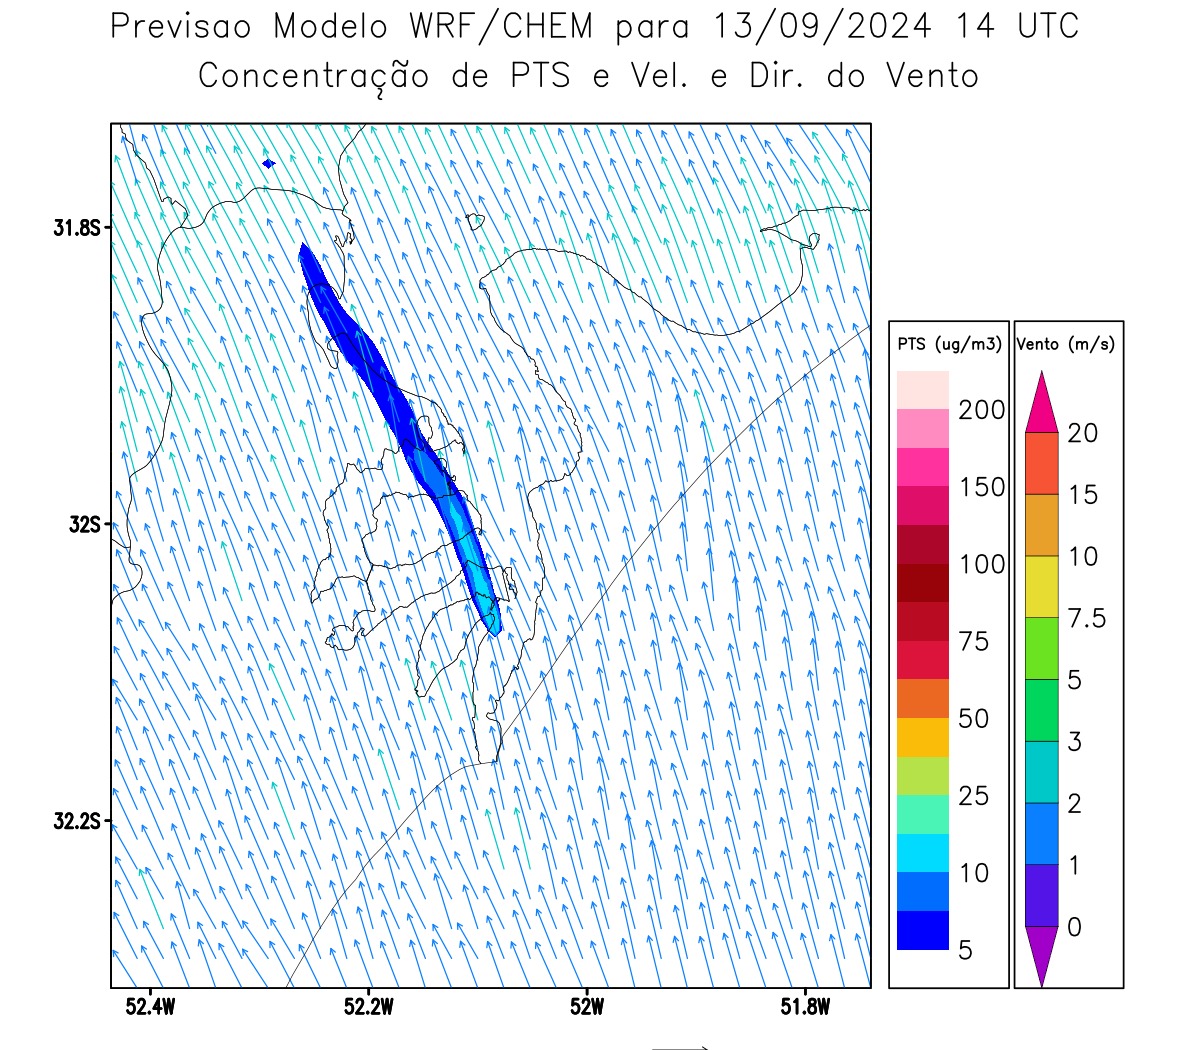 Previsao Modelo WRF/CHEM para 13/09/2024 14 UTC
Concentração de PTS e Vel. e Dir. do Vento
31.8S
32S
32.2S
52.4W
52.2W
52W
51.8W
PTS (ug/m3)
200
150
100
75
50
25
10
5
Vento (m/s)
20
15
10
7.5
5
3
2
1
0